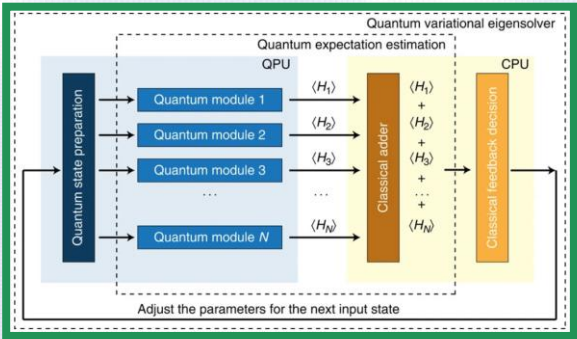 Quantum variational eigensolver
Quantum expectation estimation
QPU
CPU
Quantum state preparation
Quantum module 1
Quantum module 2
Quantum module 3
...
Quantum module N
⟨H₁⟩
⟨H₂⟩
⟨H₃⟩
...
⟨H_N⟩
Classical adder
⟨H₁⟩
+
⟨H₂⟩
+
⟨H₃⟩
+
...
+
⟨H_N⟩
Classical feedback decision
Adjust the parameters for the next input state